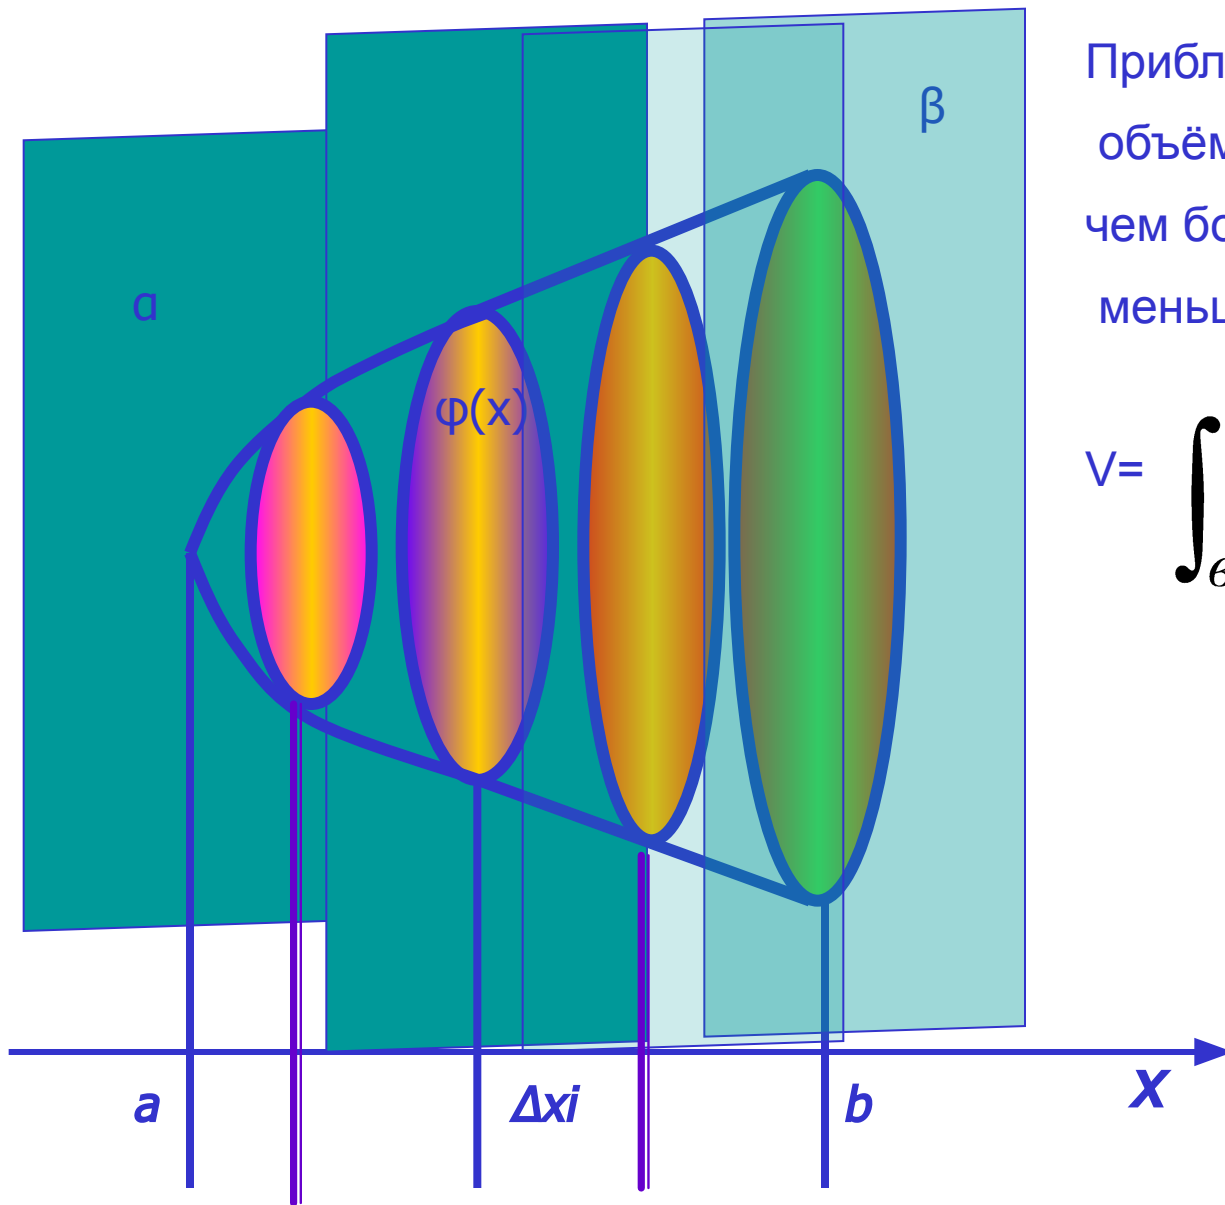 Прибл
объём
чем бо
меньш
β
α
φ(x)
V= ∫
a
Δxi
b
X